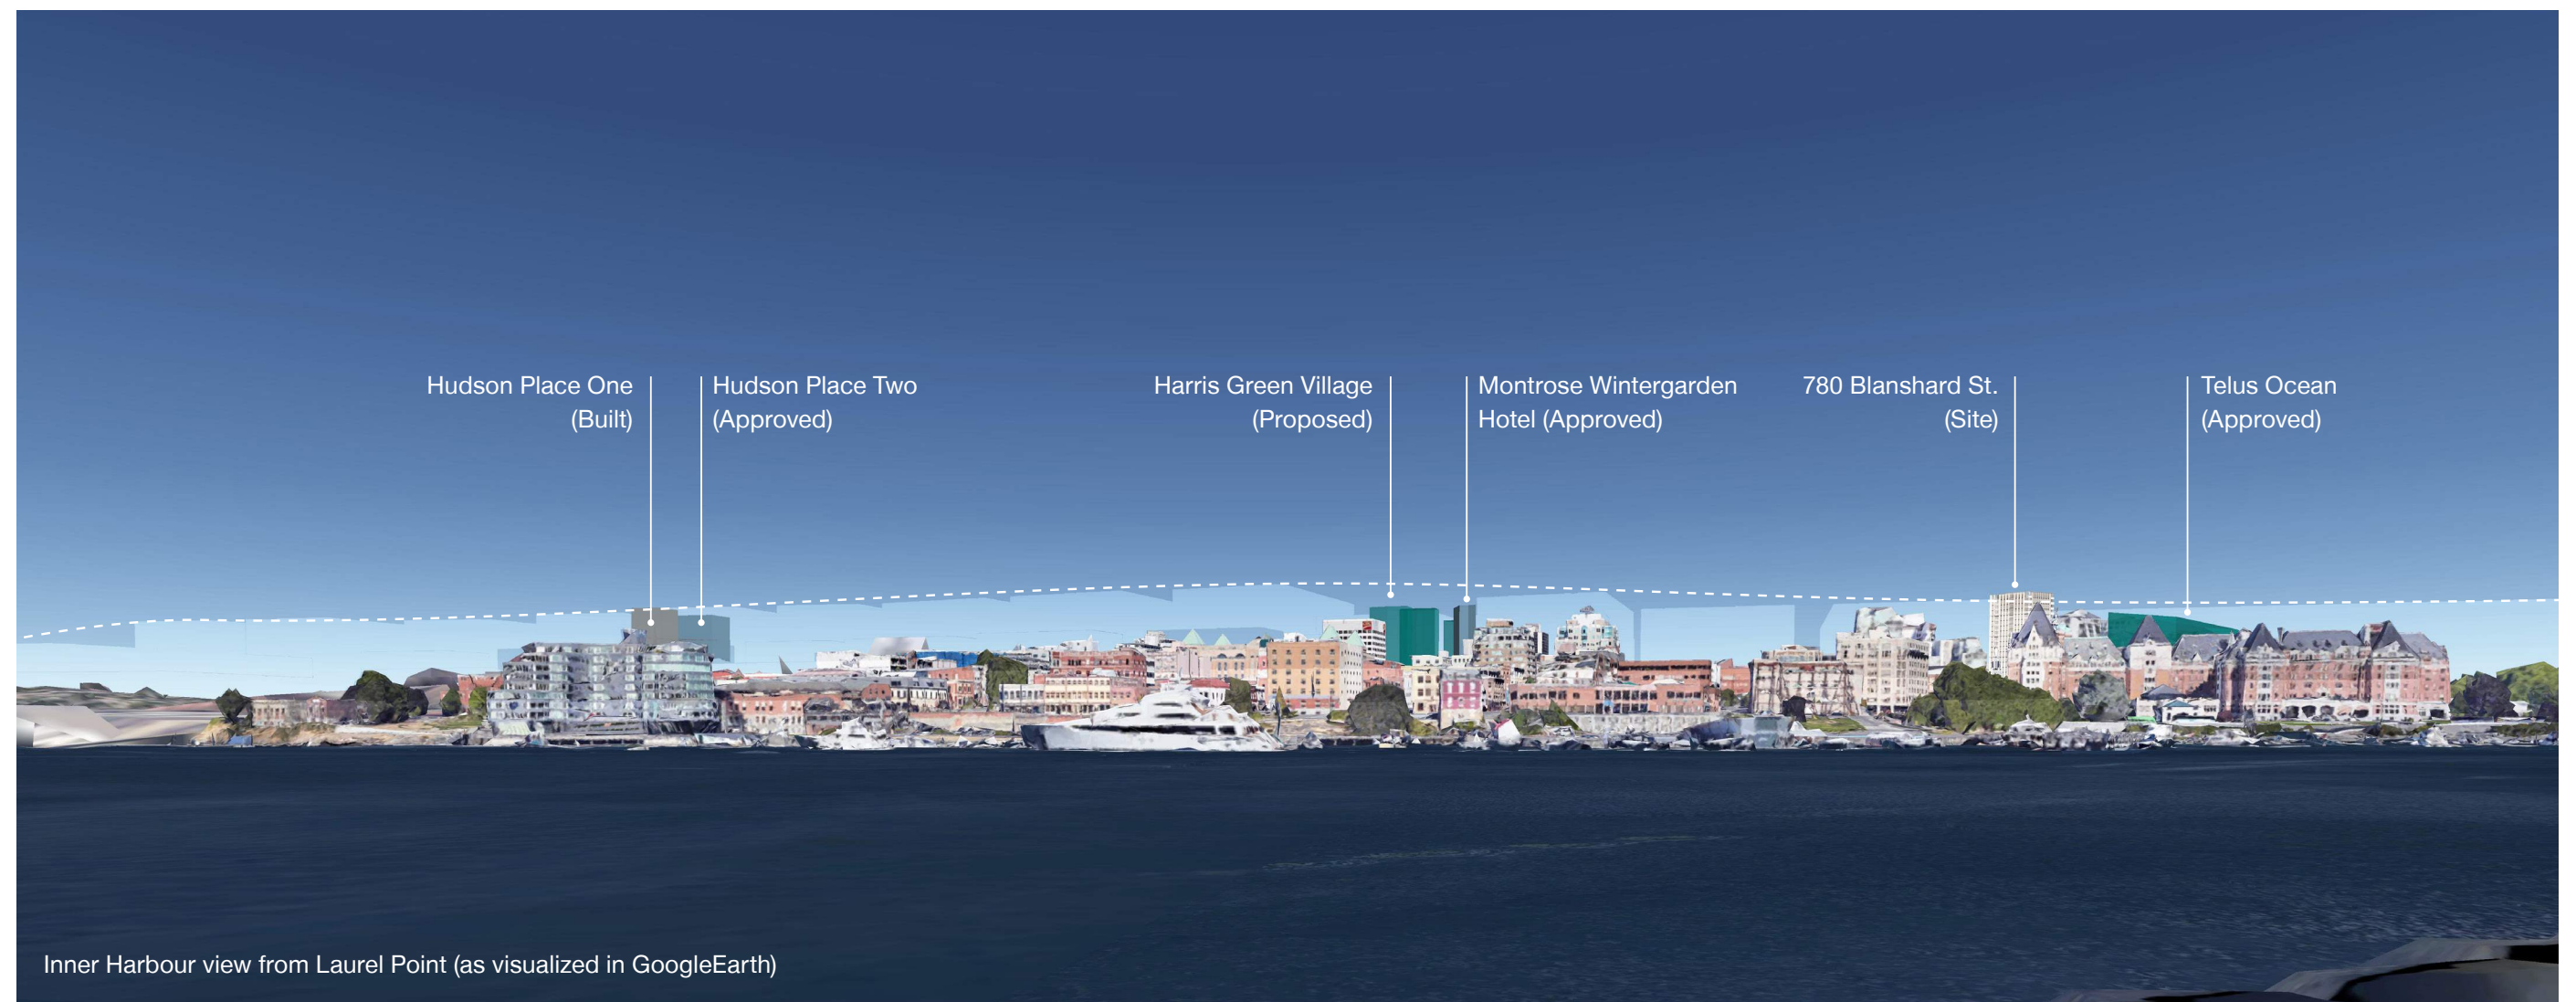 Hudson Place One
(Built)
Hudson Place Two
(Approved)
Harris Green Village
(Proposed)
Montrose Wintergarden
Hotel (Approved)
780 Blanshard St.
(Site)
Telus Ocean
(Approved)
Inner Harbour view from Laurel Point (as visualized in GoogleEarth)